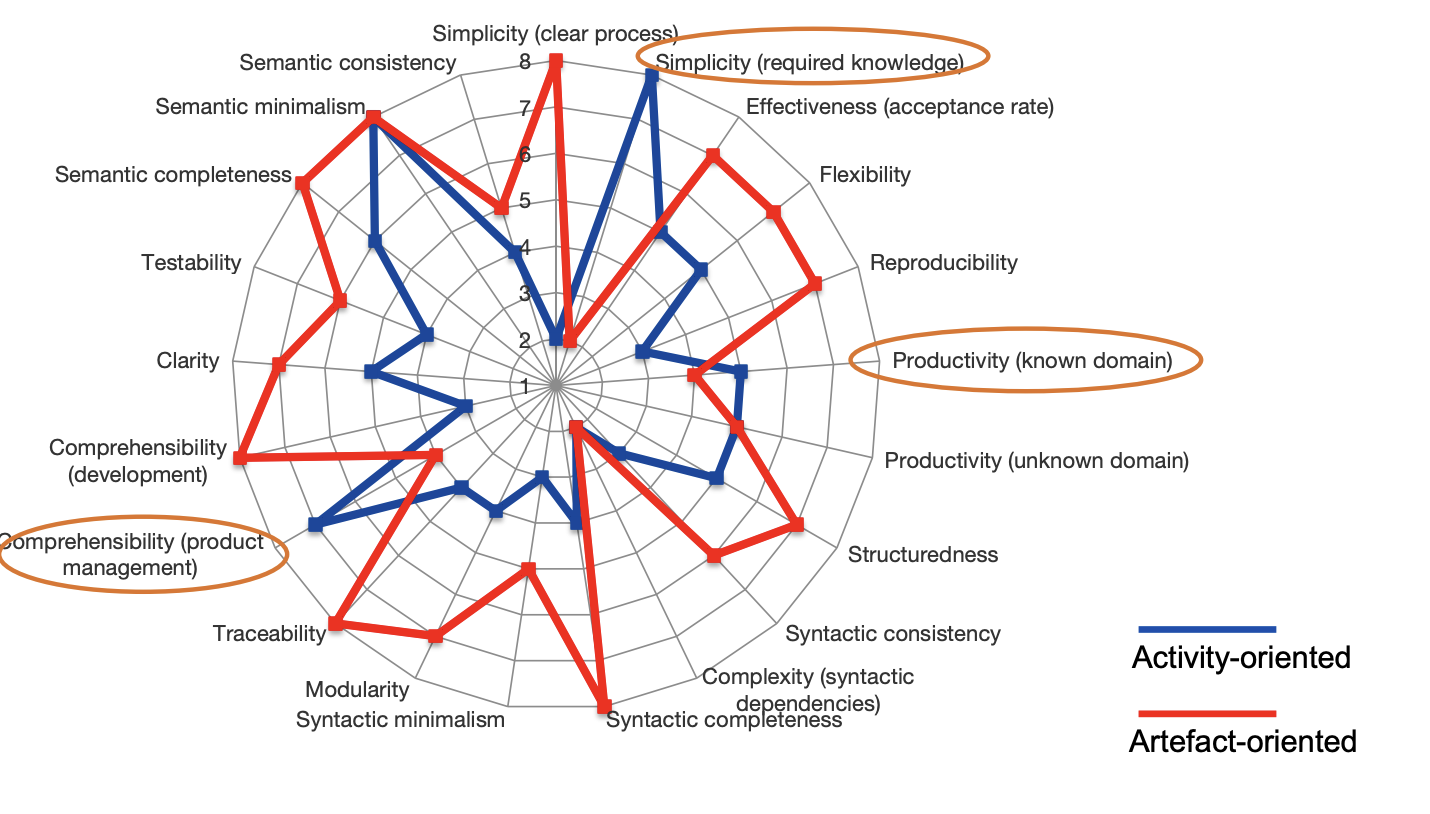 Simplicity (clear process)
Simplicity (required knowledge)
Effectiveness (acceptance rate)
Flexibility
Reproducibility
Productivity (known domain)
Productivity (unknown domain)
Structuredness
Syntactic consistency
Complexity (syntactic
dependencies)
Syntactic completeness
Syntactic minimalism
Modularity
Traceability
Comprehensibility (product
management)
Comprehensibility
(development)
Clarity
Testability
Semantic completeness
Semantic minimalism
Semantic consistency
8
7
6
5
4
3
2
1
Activity-oriented
Artefact-oriented